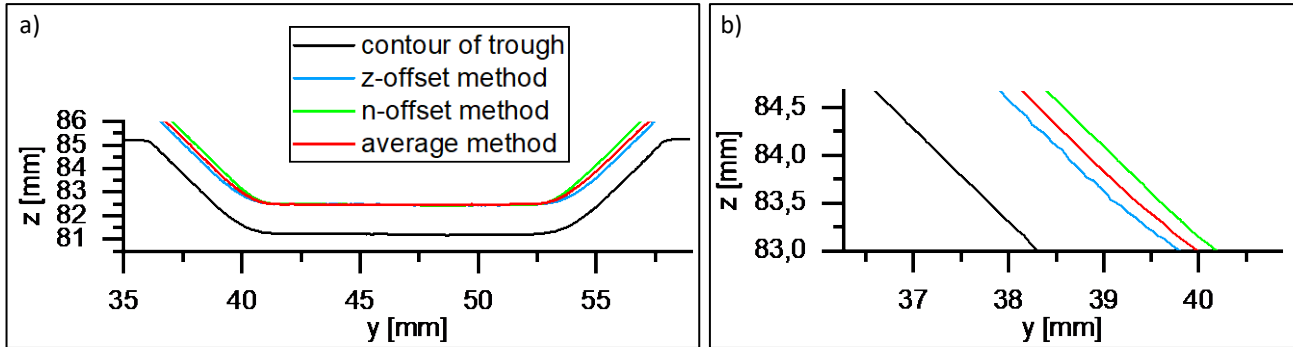 a)
contour of trough
z-offset method
n-offset method
average method
z [mm]
86
85
84
83
82
81
35 40 45 50 55
y [mm]
b)
z [mm]
84,5
84,0
83,5
83,0
37 38 39 40
y [mm]